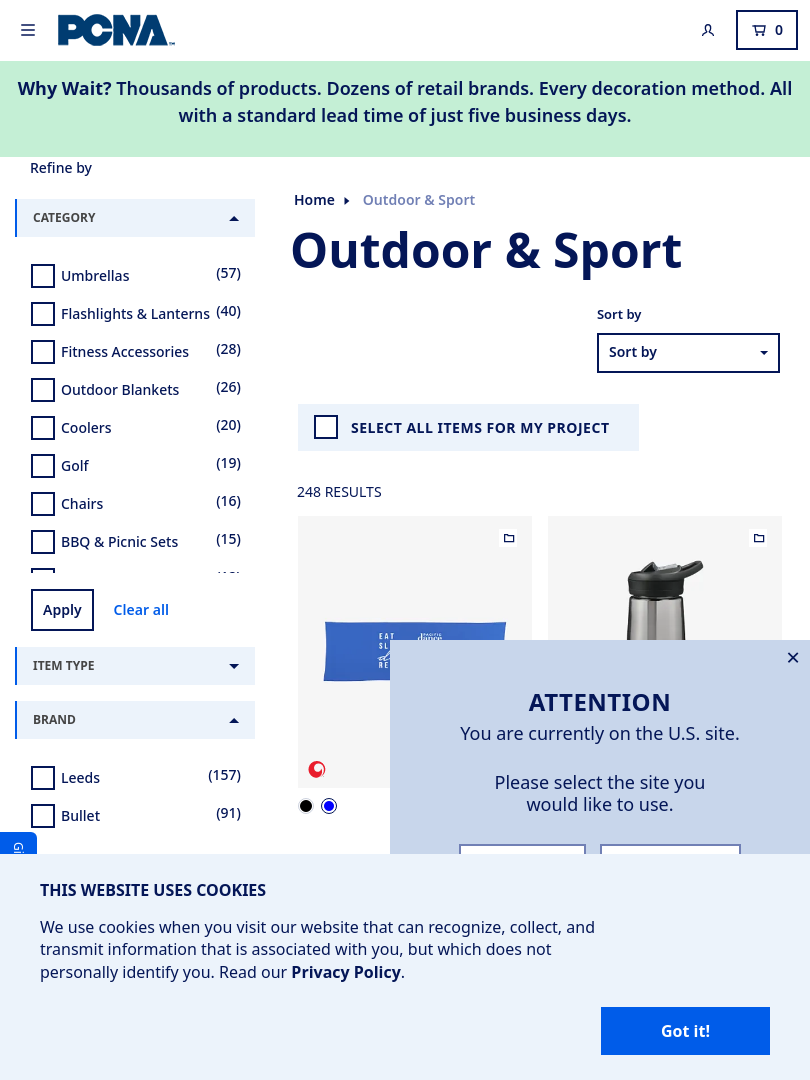 PCNA
0
Why Wait? Thousands of products. Dozens of retail brands. Every decoration method. All
with a standard lead time of just five business days.
Refine by
CATEGORY
Umbrellas (57)
Flashlights & Lanterns (40)
Fitness Accessories (28)
Outdoor Blankets (26)
Coolers (20)
Golf (19)
Chairs (16)
BBQ & Picnic Sets (15)
Apply Clear all
ITEM TYPE
BRAND
Leeds (157)
Bullet (91)
Home Outdoor & Sport
Outdoor & Sport
Sort by
Sort by
SELECT ALL ITEMS FOR MY PROJECT
248 RESULTS
EAT
PACIFIC
dance
ATTENTION
You are currently on the U.S. site.
Please select the site you
would like to use.
THIS WEBSITE USES COOKIES
We use cookies when you visit our website that can recognize, collect, and
transmit information that is associated with you, but which does not
personally identify you. Read our Privacy Policy.
Got it!